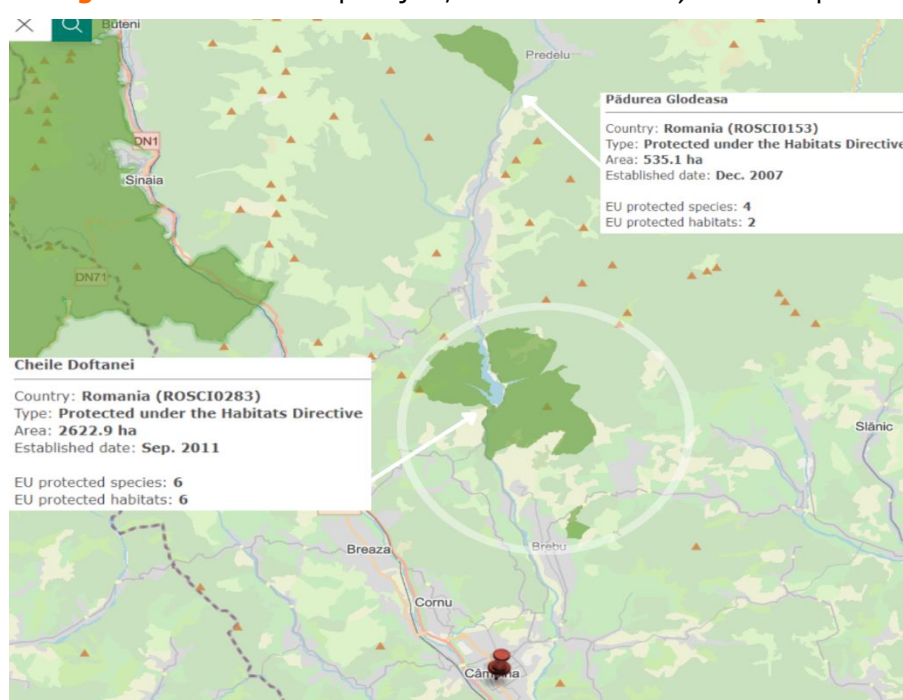 Buteni
Predelu
Pădurea Glodeasa
Country: Romania (ROSCI0153)
Type: Protected under the Habitats Directive
Area: 535.1 ha
Established date: Dec. 2007
EU protected species: 4
EU protected habitats: 2
DN1
Sinaia
DN71
Cheile Doftanei
Country: Romania (ROSCI0283)
Type: Protected under the Habitats Directive
Area: 2622.9 ha
Established date: Sep. 2011
EU protected species: 6
EU protected habitats: 6
Slănic
Breaza
Brebu
Cornu